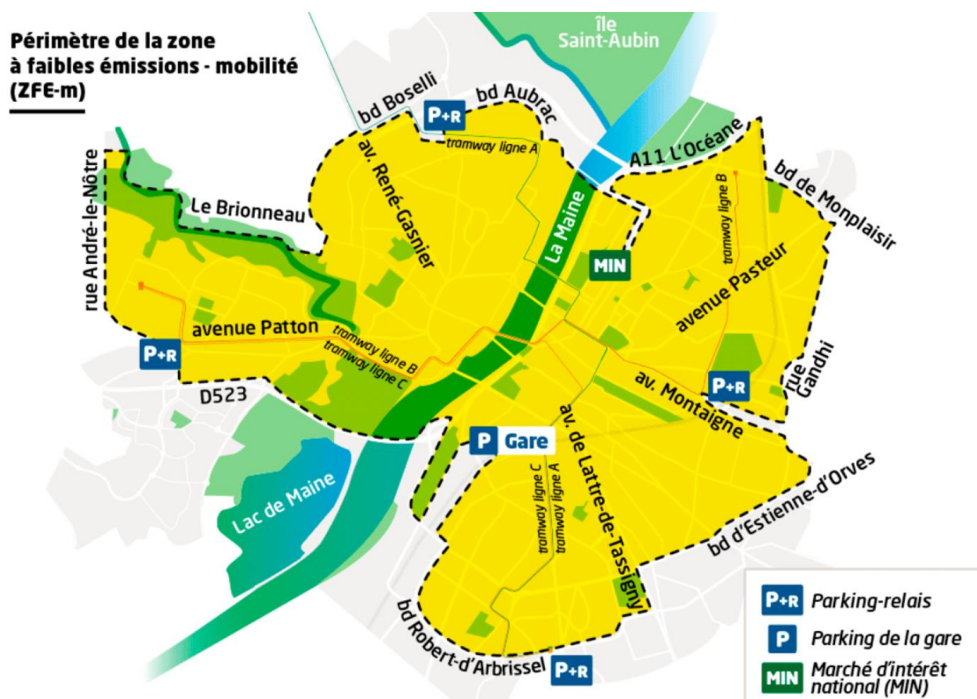 Périmètre de la zone
à faibles émissions - mobilité
(ZFE-m)
île
Saint-Aubin
bd Boselli
P+R
bd Aubrac
tramway ligne A
A11 L'Océane
bd de Monplaisir
rue André-le-Nôtre
Le Brionneau
av. René-Gasnier
La Maine
MIN
tramway ligne B
avenue Pasteur
avenue Patton
tramway ligne B
tramway ligne C
P+R
D523
P+R
rue Gandhi
av. Montaigne
P Gare
av. de Lattre-de-Tassigny
tramway ligne C
tramway ligne A
Lac de Maine
bd d'Estienne-d'Orves
bd Robert-d'Arbrissel
P+R
P+R Parking-relais
P Parking de la gare
MIN Marché d'intérêt
national (MIN)